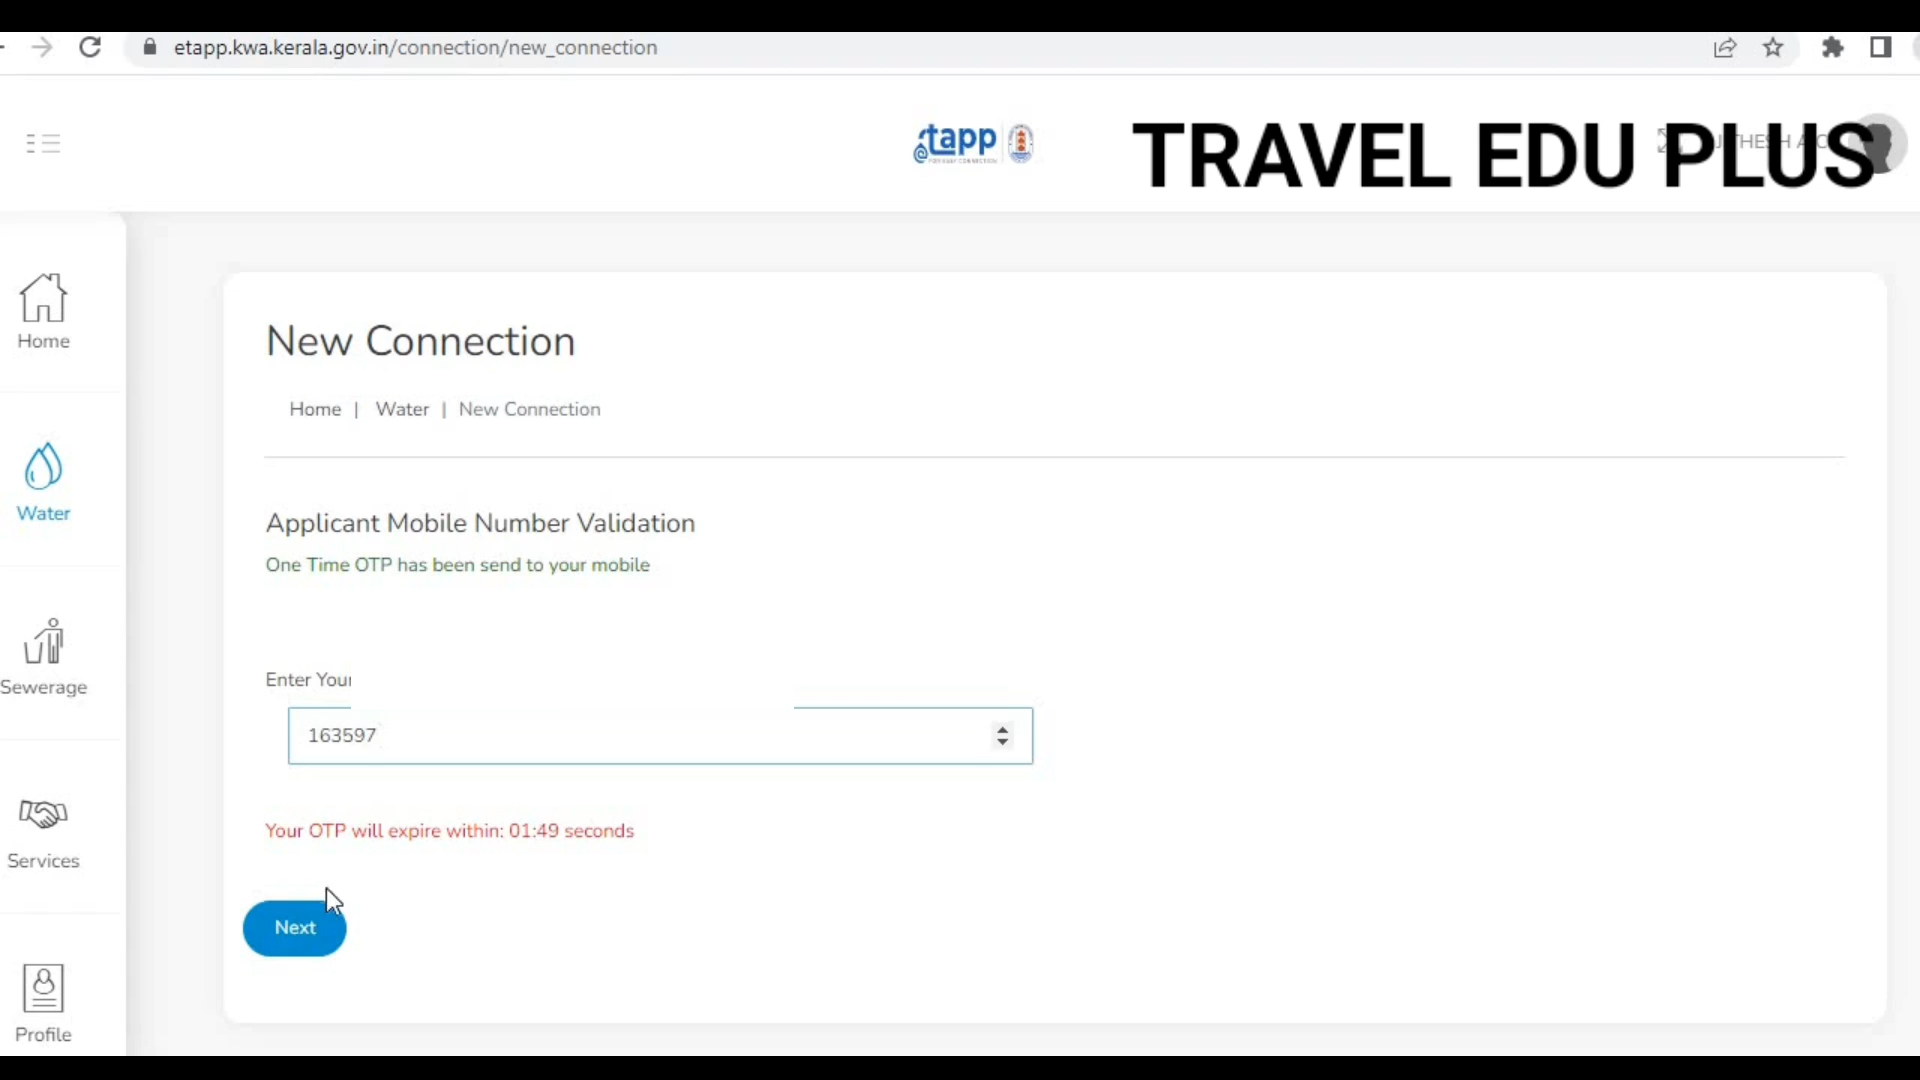 etapp.kwa.kerala.gov.in/connection/new_connection
etapp
TRAVEL EDU PLUS
Home
Water
Sewerage
Services
Profile
New Connection
Home | Water | New Connection
Applicant Mobile Number Validation
One Time OTP has been send to your mobile
Enter Your
163597
Your OTP will expire within: 01:49 seconds
Next